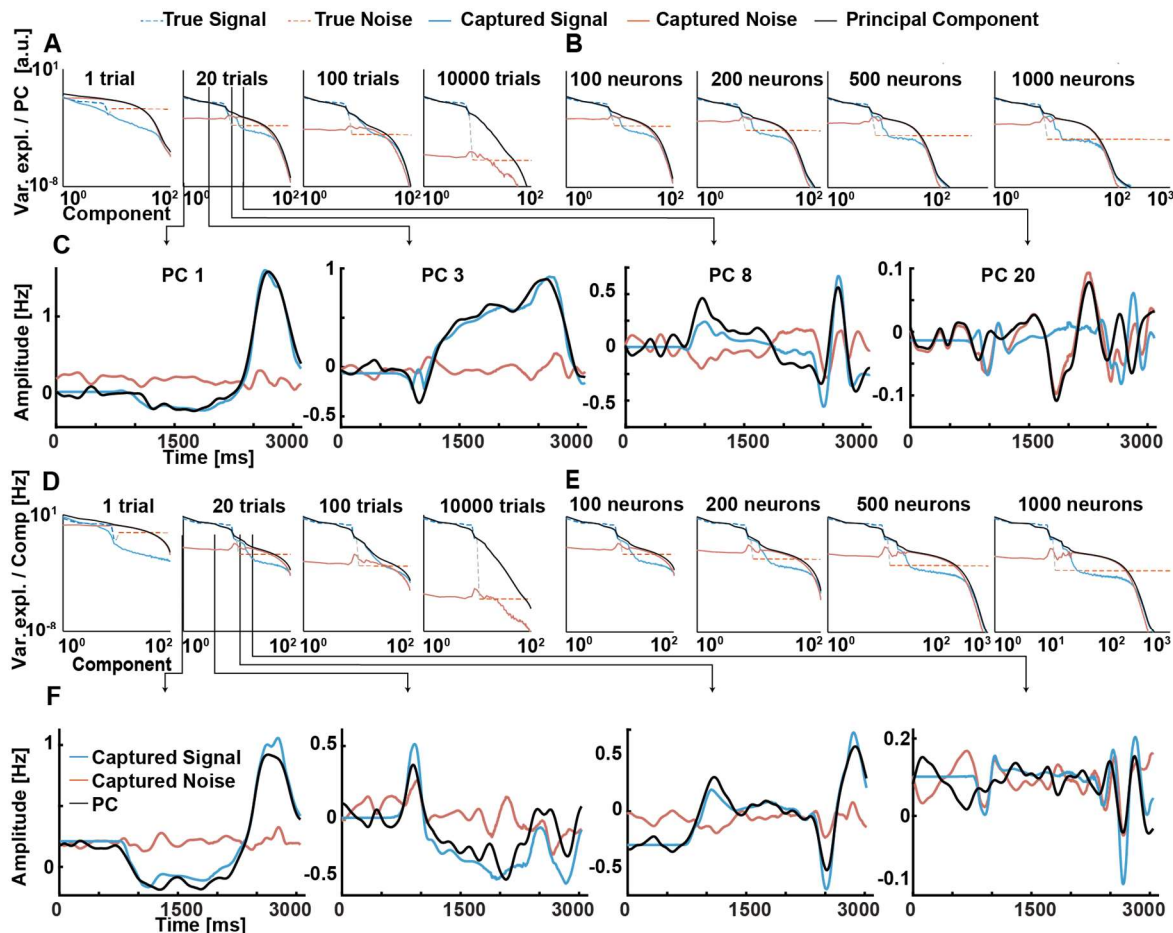 True Signal True Noise Captured Signal Captured Noise Principal Component
A B
Var. expl. / PC [a.u.]
1 trial 20 trials 100 trials 10000 trials 100 neurons 200 neurons 500 neurons 1000 neurons
10¹
10⁻⁸
10⁰ 10² 10⁰ 10² 10⁰ 10² 10⁰ 10² 10⁰ 10² 10⁰ 10² 10⁰ 10² 10⁰ 10² 10³
Component
C
PC 1 PC 3 PC 8 PC 20
Amplitude [Hz]
1 0
1 0 -0.5
0.5 0 -0.5
0.1 0 -0.1
0 1500 3000 0 1500 3000 0 1500 3000 0 1500 3000
Time [ms]
D E
Var. expl. / Comp [Hz]
1 trial 20 trials 100 trials 10000 trials 100 neurons 200 neurons 500 neurons 1000 neurons
10¹
10⁻⁸
10⁰ 10² 10⁰ 10² 10⁰ 10² 10⁰ 10² 10⁰ 10² 10⁰ 10² 10⁰ 10² 10³ 10⁰ 10¹ 10² 10³
Component
F
Amplitude [Hz]
Captured Signal
Captured Noise
PC
1 0
0.5 0 -0.5
0.5 0 -0.5
0.2 0.1 0 -0.1
0 1500 3000 0 1500 3000 0 1500 3000 0 1500 3000
Time [ms]